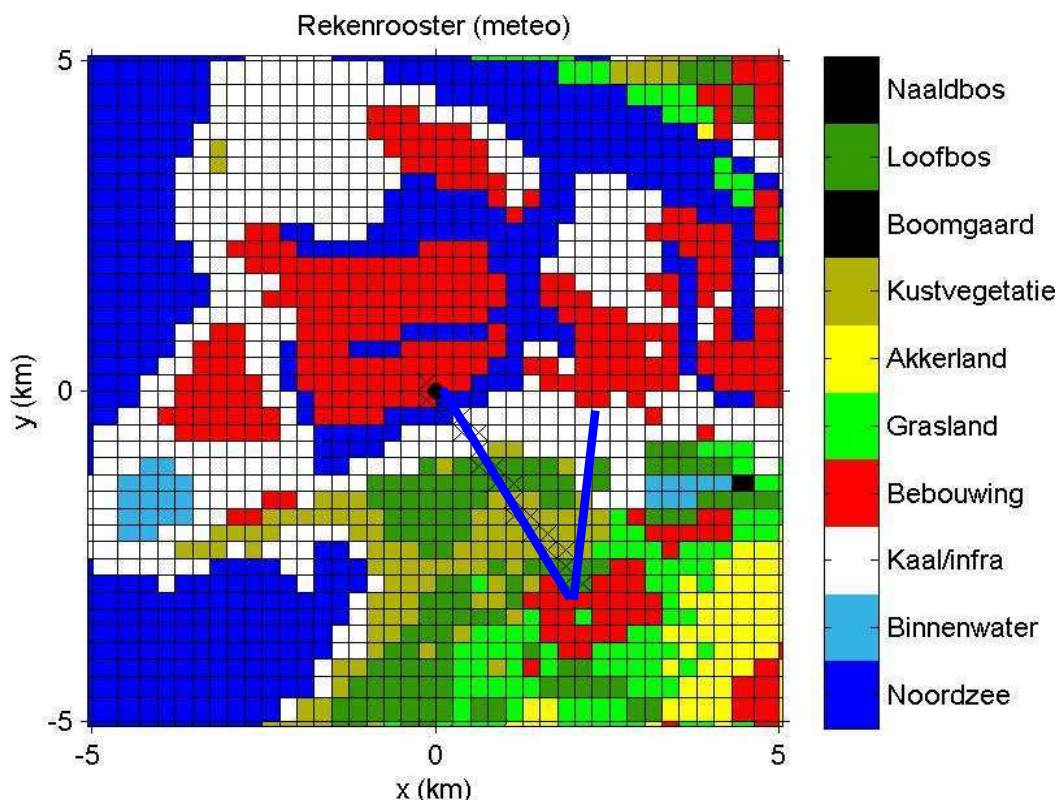 Rekenrooster (meteo)
5
0
-5
y (km)
-5
0
5
x (km)
Naaldbos
Loofbos
Boomgaard
Kustvegetatie
Akkerland
Grasland
Bebouwing
Kaal/infra
Binnenwater
Noordzee